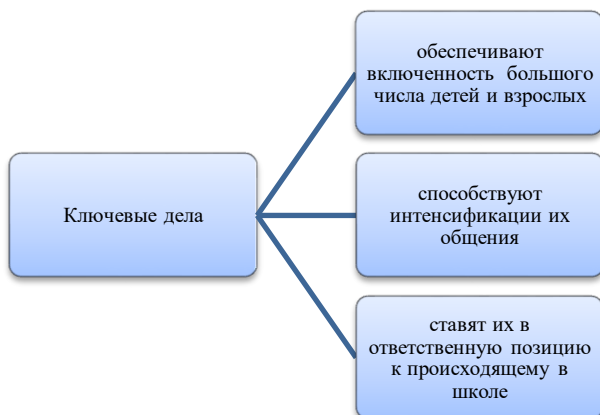 обеспечивают
включенность большого
числа детей и взрослых
Ключевые дела
способствуют
интенсификации их
общения
ставят их в
ответственную позицию
к происходящему в
школе